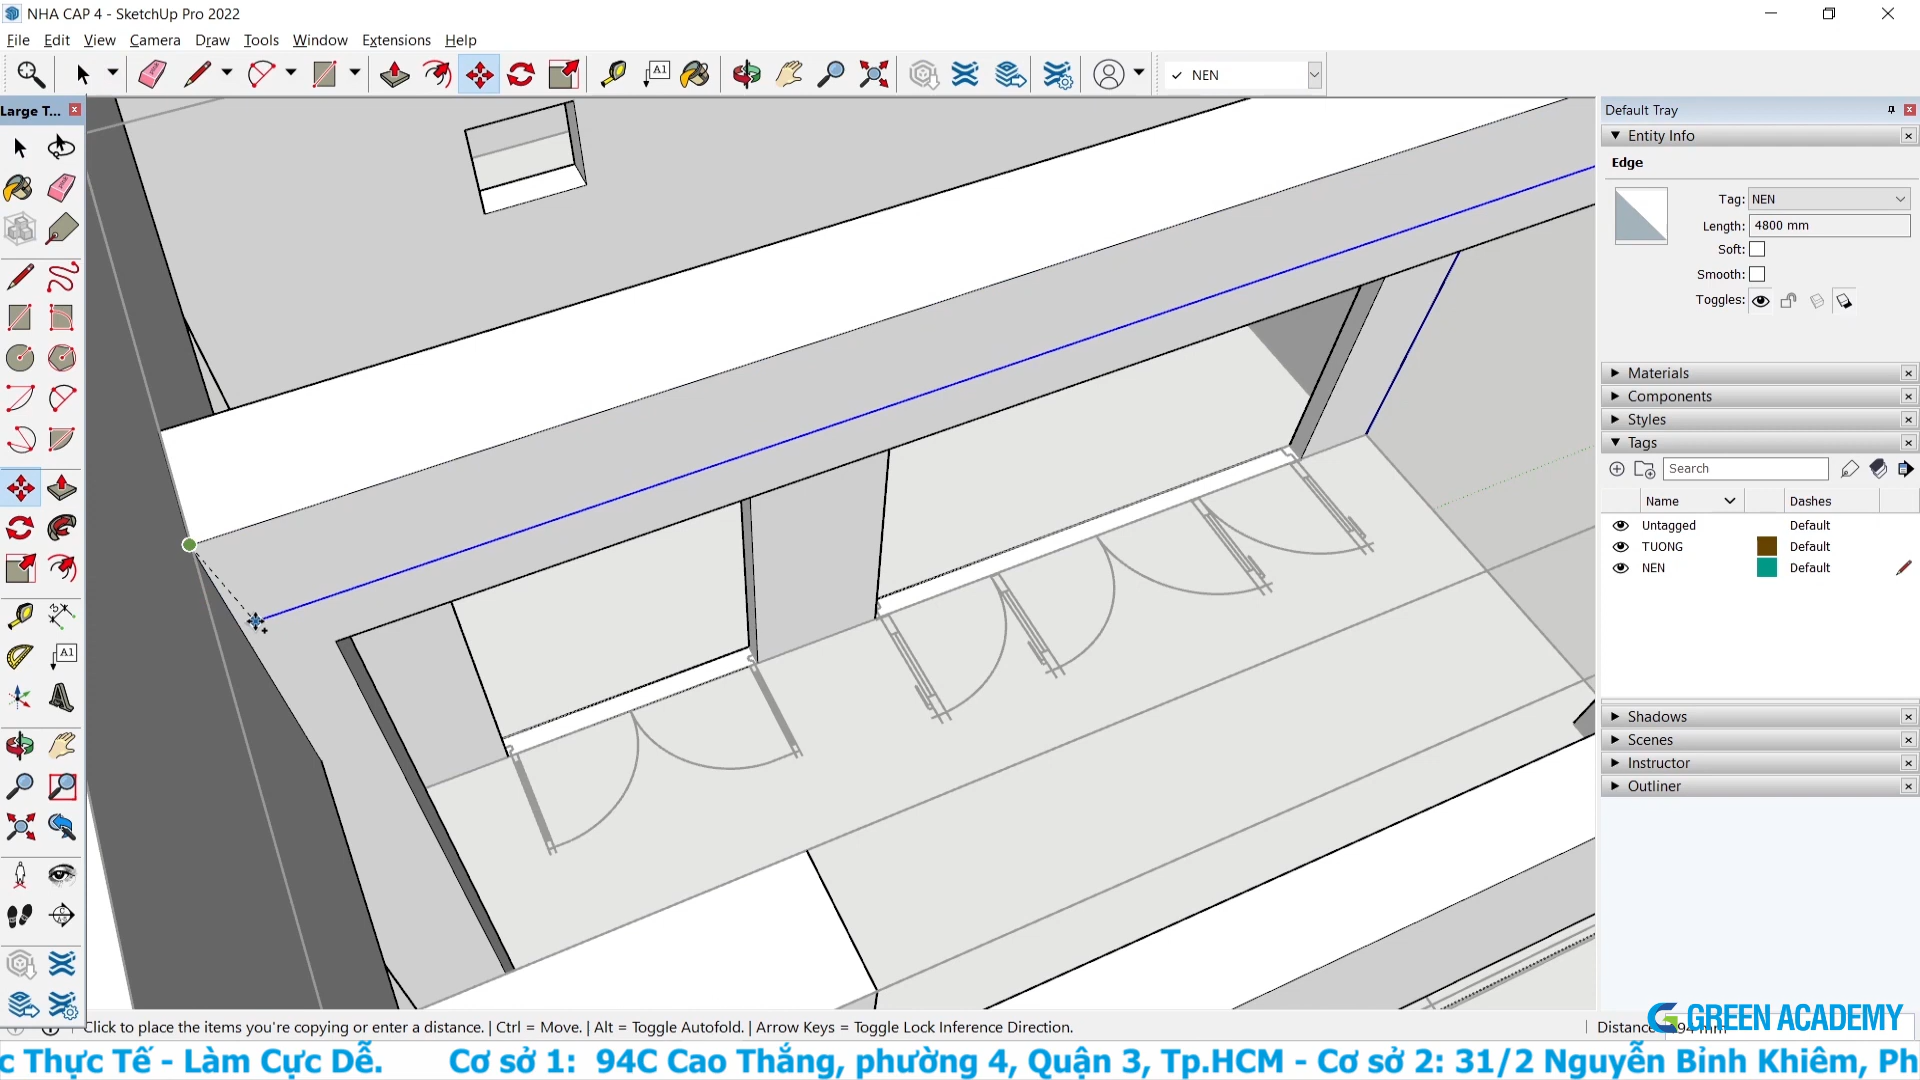 NHA CAP 4 - SketchUp Pro 2022
File Edit View Camera Draw Tools Window Extensions Help
A1
NEN
Large T...
A1
Default Tray
Entity Info
Edge
Tag: NEN
Length: 4800 mm
Soft:
Smooth:
Toggles:
Materials
Components
Styles
Tags
Search
Name Dashes
Untagged Default
TUONG Default
NEN Default
Shadows
Scenes
Instructor
Outliner
Click to place the items you're copying or enter a distance. | Ctrl = Move. | Alt = Toggle Autofold. | Arrow Keys = Toggle Lock Inference Direction.
Distance 94 mm
GREEN ACADEMY
c Thực Tế - Làm Cực Dễ. Cơ sở 1: 94C Cao Thắng, phường 4, Quận 3, Tp.HCM - Cơ sở 2: 31/2 Nguyễn Bỉnh Khiêm, Ph